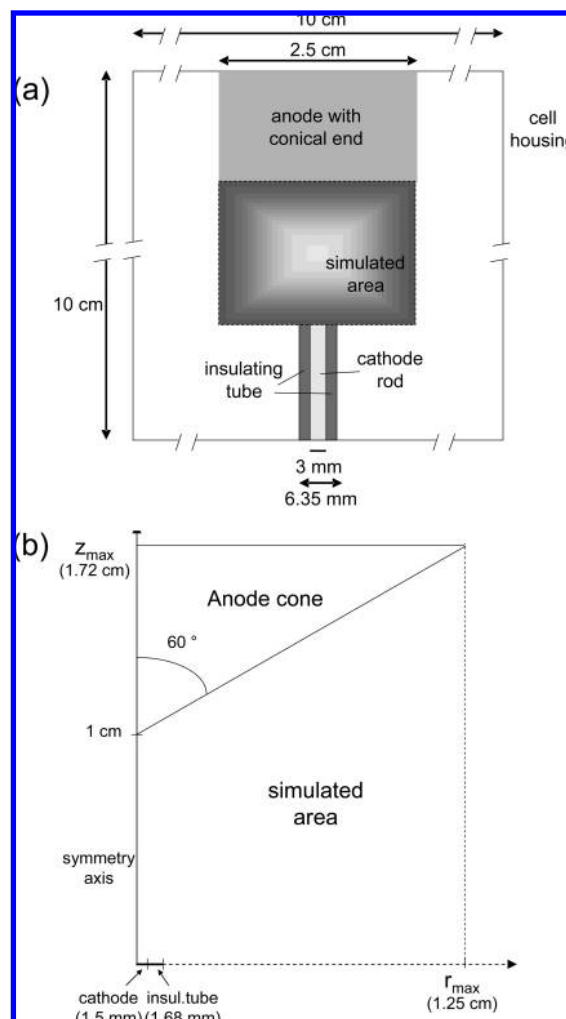 10 cm
2.5 cm
(a)
anode with
conical end
cell
housing
simulated
area
10 cm
insulating
tube
cathode
rod
3 mm
6.35 mm
(b)
z max
(1.72 cm)
Anode cone
60 °
1 cm
simulated
area
symmetry
axis
cathode insul.tube
(1.5 mm) (1.68 mm)
r max
(1.25 cm)